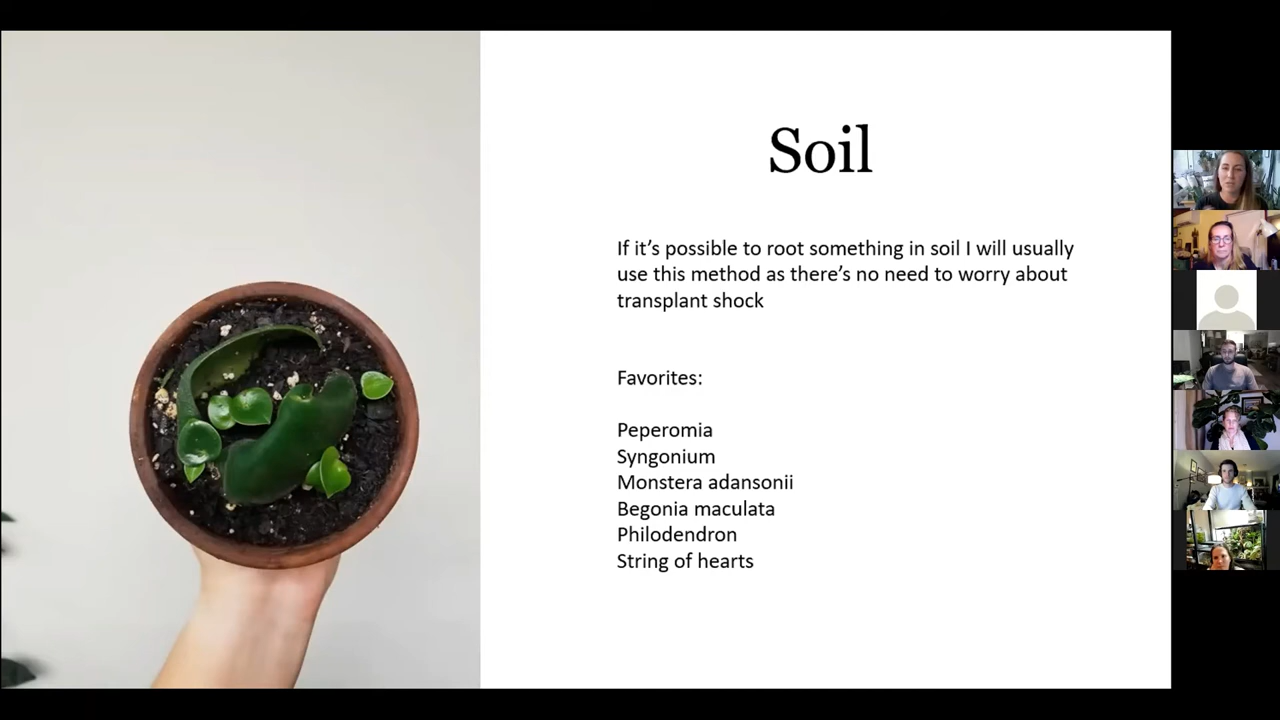 Soil
If it’s possible to root something in soil I will usually
use this method as there’s no need to worry about
transplant shock
Favorites:
Peperomia
Syngonium
Monstera adansonii
Begonia maculata
Philodendron
String of hearts